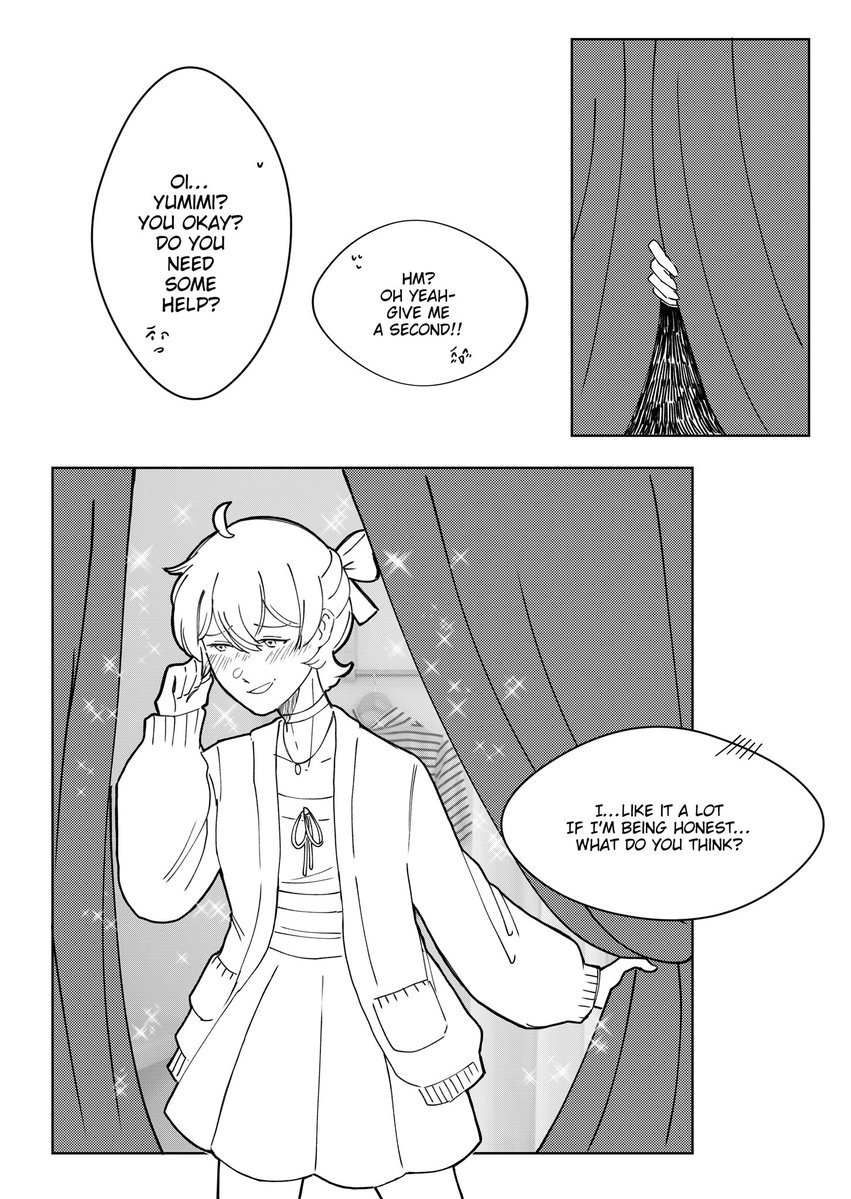 OI...
YUMIMI?
YOU OKAY?
DO YOU
NEED
SOME
HELP?
HM?
OH YEAH-
GIVE ME
A SECOND!!
I...LIKE IT A LOT
IF I'M BEING HONEST...
WHAT DO YOU THINK?